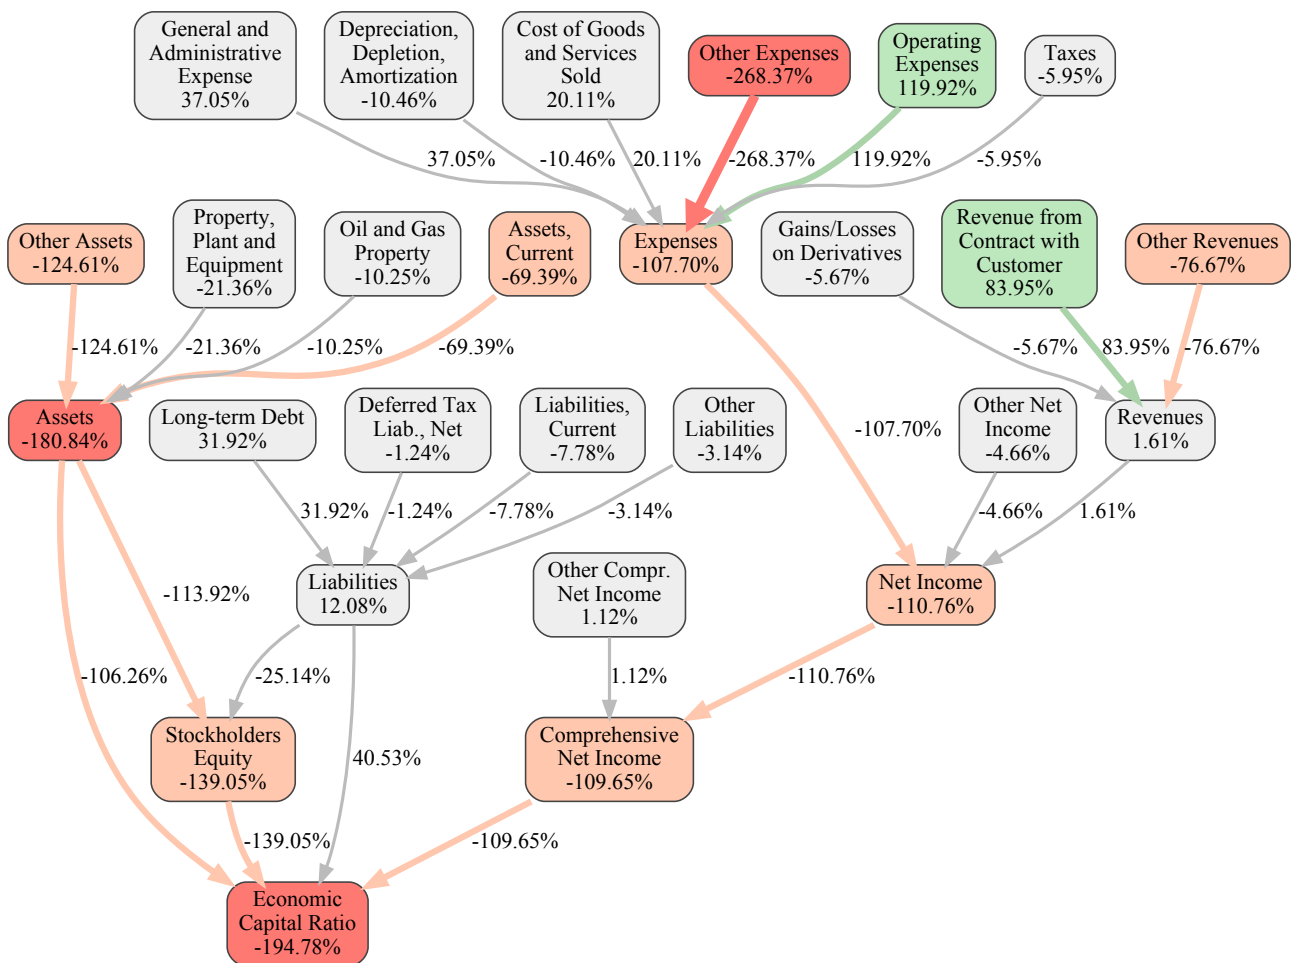 General and
Administrative
Expense
37.05%
Depreciation,
Depletion,
Amortization
-10.46%
Cost of Goods
and Services
Sold
20.11%
Other Expenses
-268.37%
Operating
Expenses
119.92%
Taxes
-5.95%
37.05%
-10.46%
20.11%
-268.37%
119.92%
-5.95%
Other Assets
-124.61%
Property,
Plant and
Equipment
-21.36%
Oil and Gas
Property
-10.25%
Assets,
Current
-69.39%
Expenses
-107.70%
Gains/Losses
on Derivatives
-5.67%
Revenue from
Contract with
Customer
83.95%
Other Revenues
-76.67%
-124.61%
-21.36%
-10.25%
-69.39%
-5.67%
83.95%
-76.67%
Assets
-180.84%
Long-term Debt
31.92%
Deferred Tax
Liab., Net
-1.24%
Liabilities,
Current
-7.78%
Other
Liabilities
-3.14%
-107.70%
Other Net
Income
-4.66%
Revenues
1.61%
31.92%
-1.24%
-7.78%
-3.14%
-4.66%
1.61%
-113.92%
Liabilities
12.08%
Other Compr.
Net Income
1.12%
Net Income
-110.76%
-106.26%
-25.14%
1.12%
-110.76%
Stockholders
Equity
-139.05%
40.53%
Comprehensive
Net Income
-109.65%
-139.05%
-109.65%
Economic
Capital Ratio
-194.78%